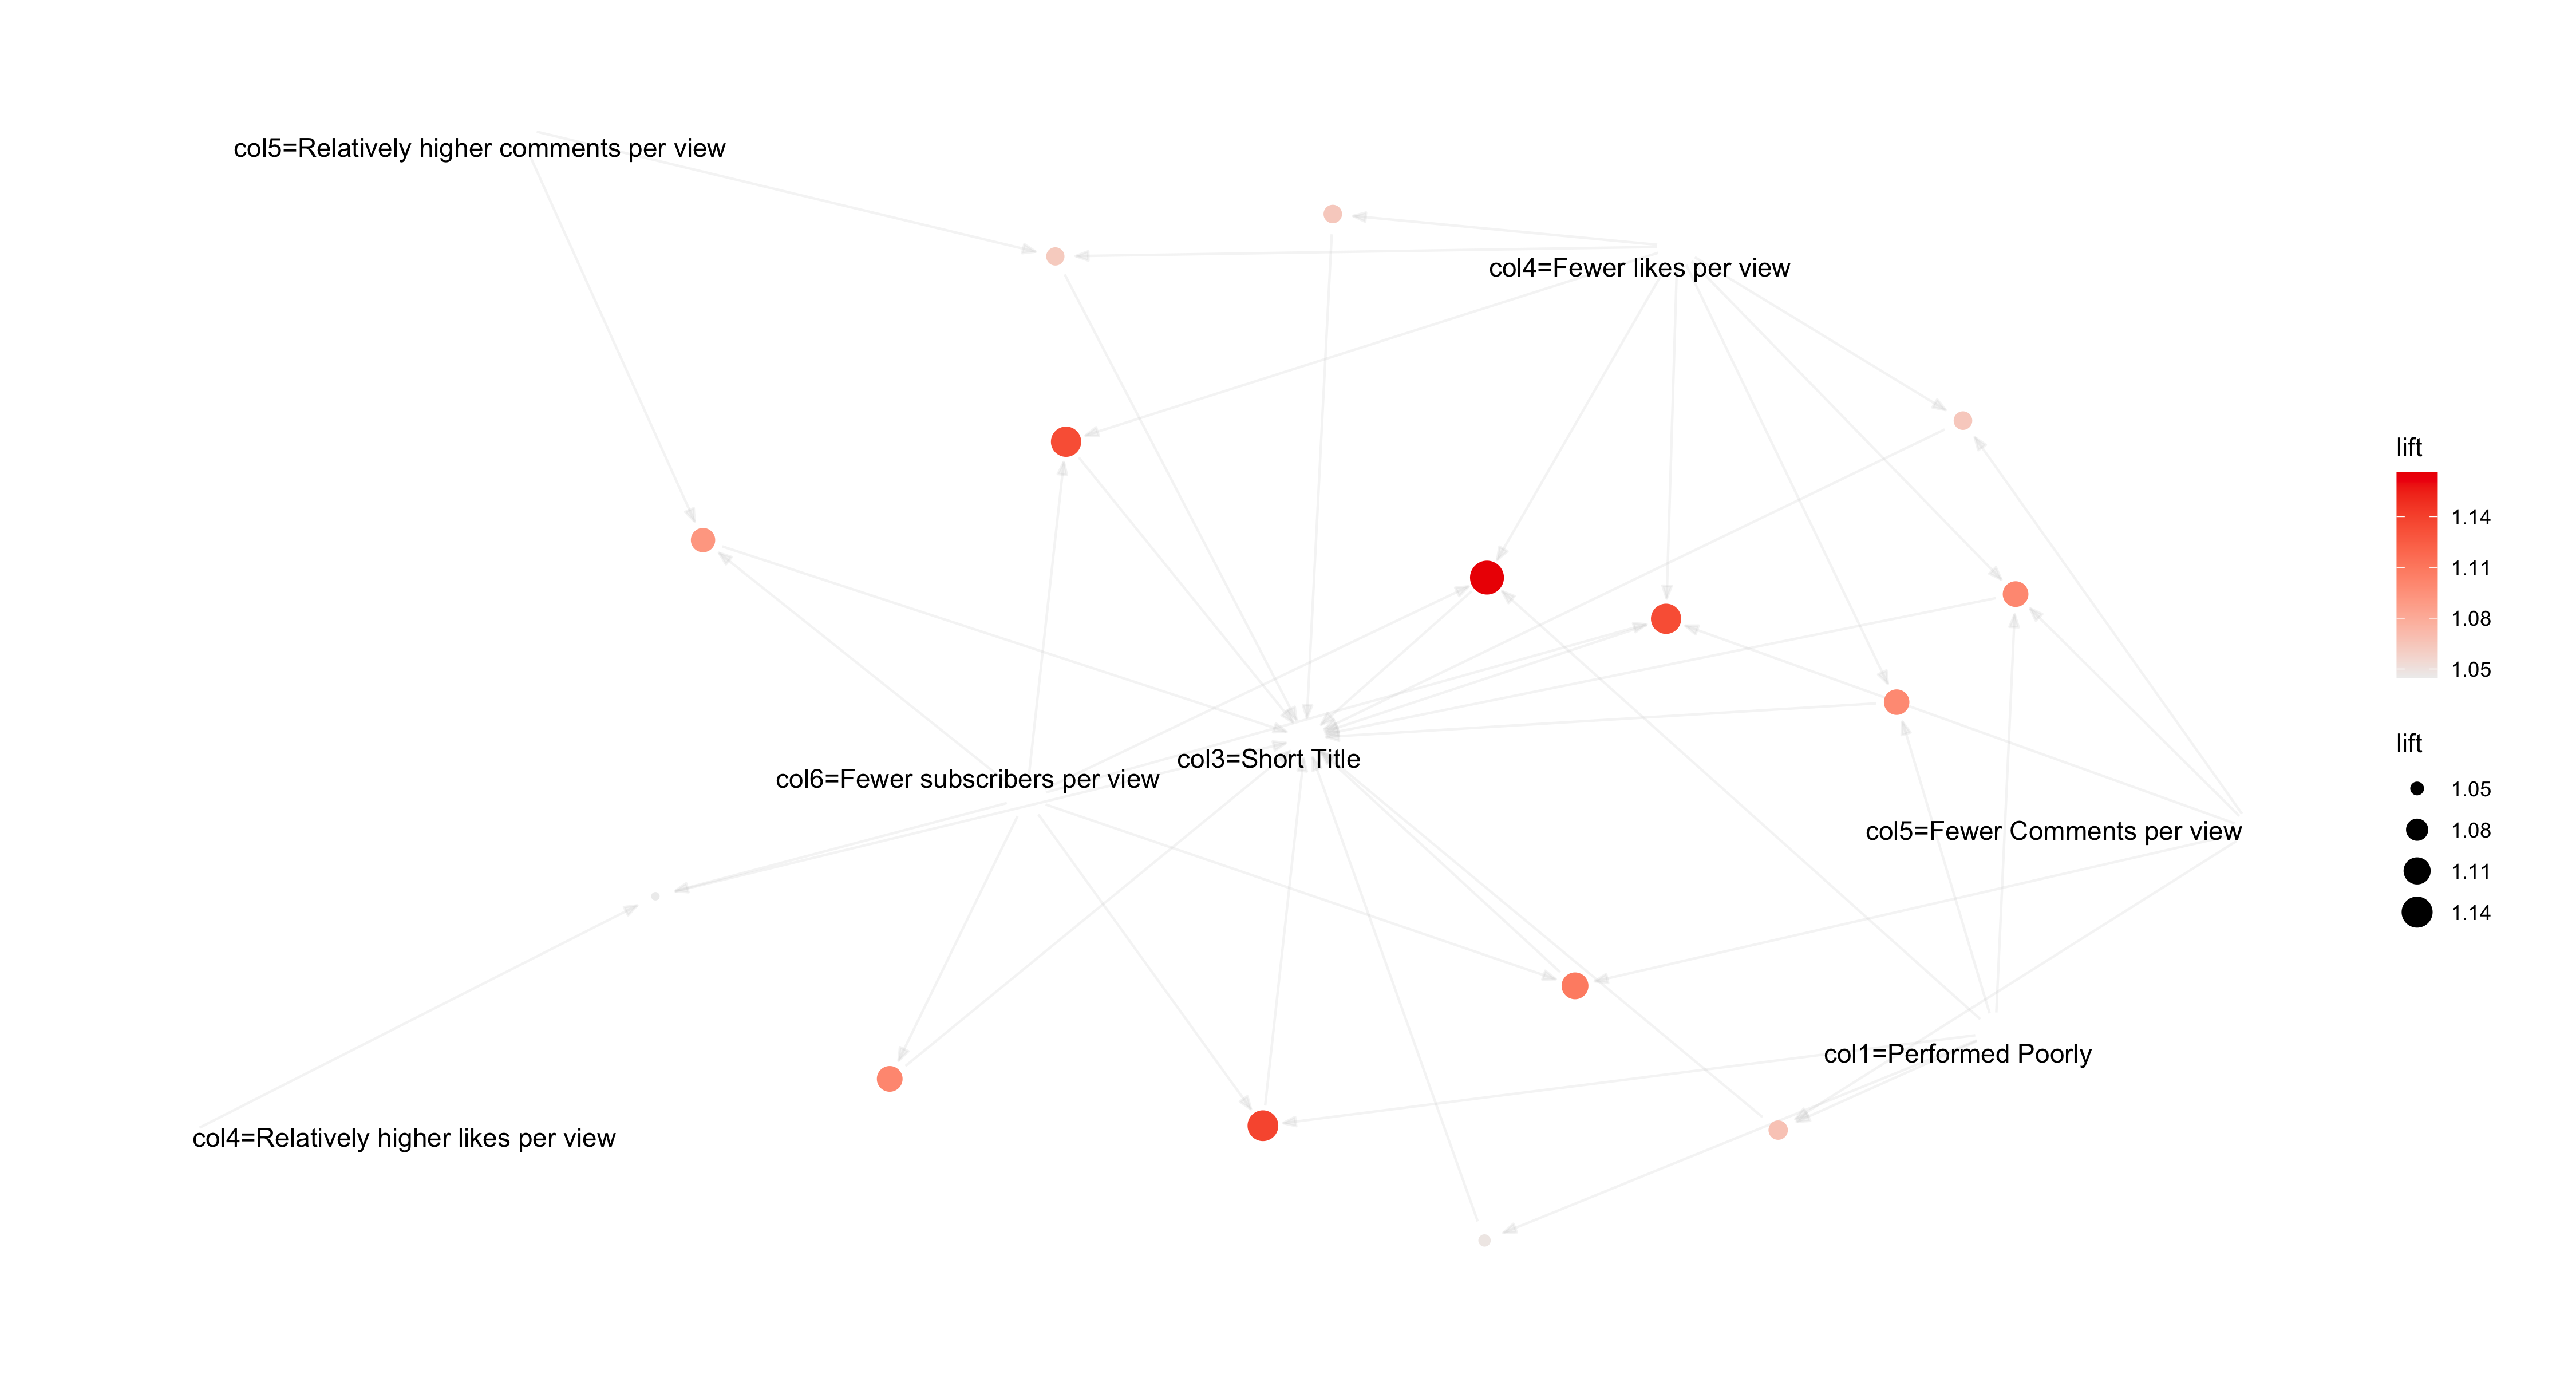 col5=Relatively higher comments per view
col4=Fewer likes per view
col3=Short Title
col6=Fewer subscribers per view
col5=Fewer Comments per view
col1=Performed Poorly
col4=Relatively higher likes per view
lift
1.14
1.11
1.08
1.05
lift
1.05
1.08
1.11
1.14